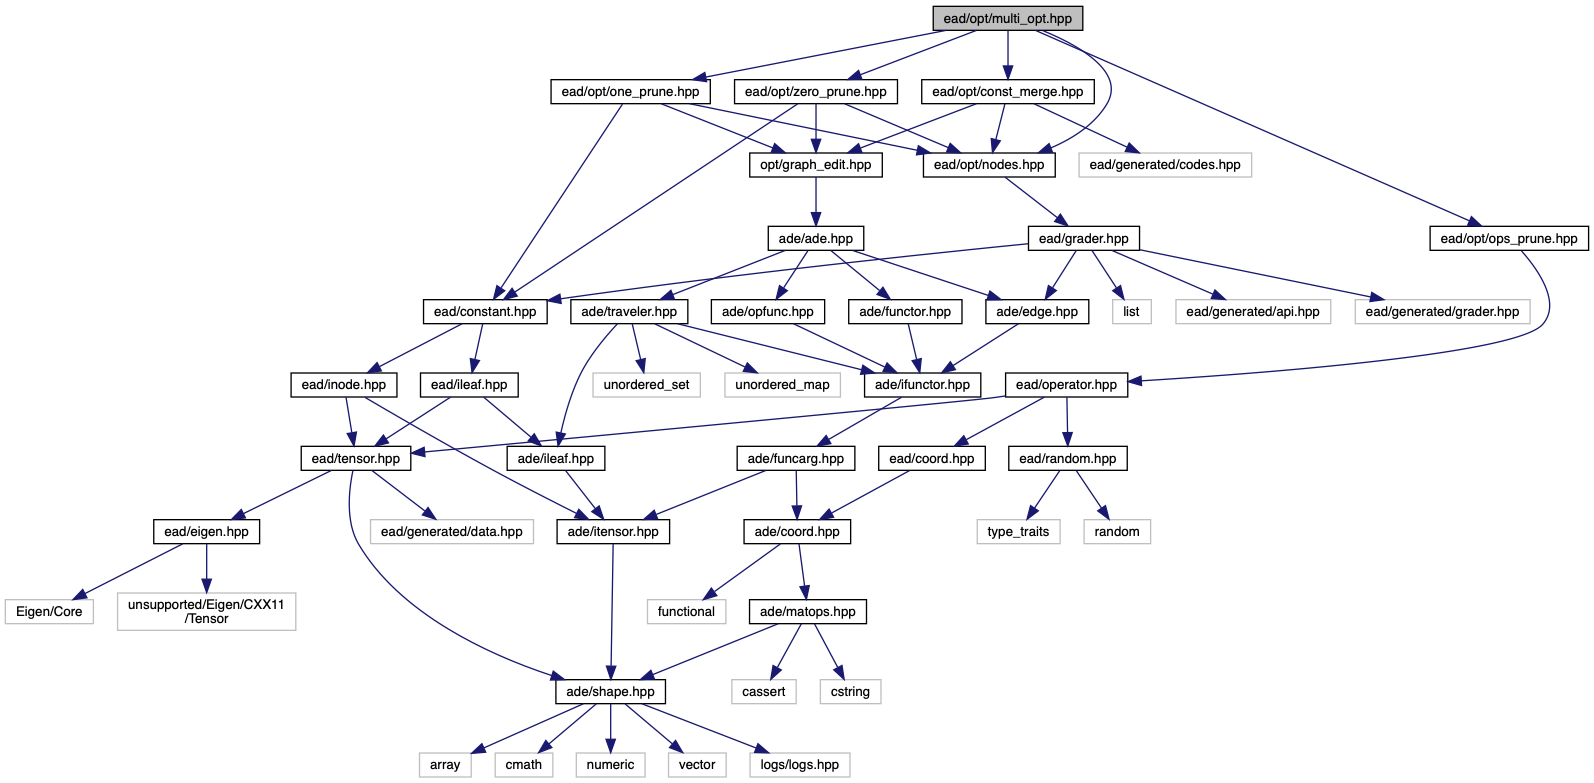 ead/opt/multi_opt.hpp
ead/opt/one_prune.hpp
ead/opt/zero_prune.hpp
ead/opt/const_merge.hpp
opt/graph_edit.hpp
ead/opt/nodes.hpp
ead/generated/codes.hpp
ade/ade.hpp
ead/grader.hpp
ead/opt/ops_prune.hpp
ead/constant.hpp
ade/traveler.hpp
ade/opfunc.hpp
ade/functor.hpp
ade/edge.hpp
list
ead/generated/api.hpp
ead/generated/grader.hpp
ead/inode.hpp
ead/ileaf.hpp
unordered_set
unordered_map
ade/ifunctor.hpp
ead/operator.hpp
ead/tensor.hpp
ade/ileaf.hpp
ade/funcarg.hpp
ead/coord.hpp
ead/random.hpp
ead/eigen.hpp
ead/generated/data.hpp
ade/itensor.hpp
ade/coord.hpp
type_traits
random
Eigen/Core
unsupported/Eigen/CXX11
/Tensor
functional
ade/matops.hpp
ade/shape.hpp
cassert
cstring
array
cmath
numeric
vector
logs/logs.hpp